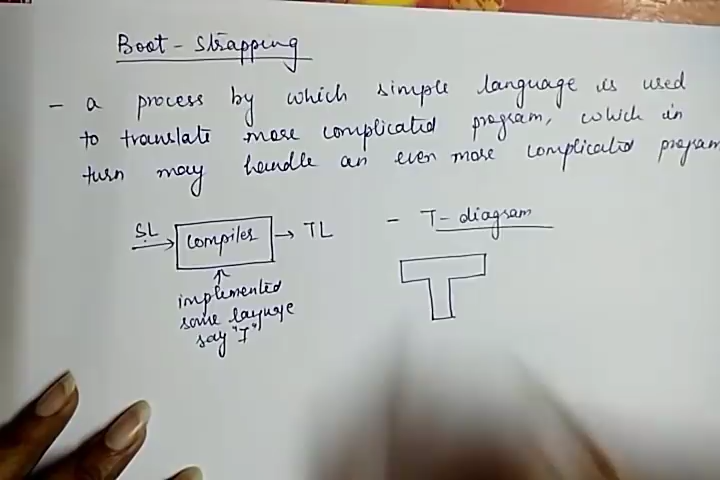 Boot - Strapping
- a process by which simple language is used
to translate more complicated program, which in
turn may handle an even more complicated program
SL → compiler → TL
implemented
some language
say "I"
- T-diagram